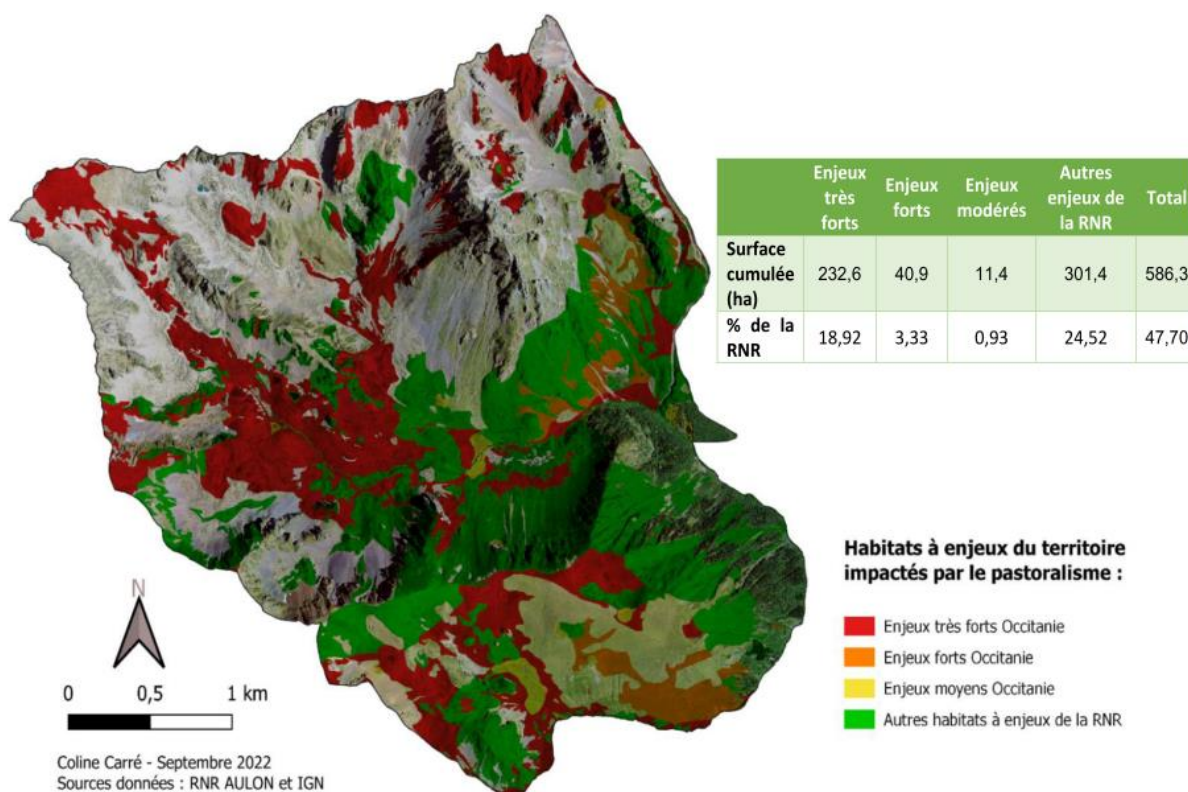 Enjeux très forts
Enjeux forts
Enjeux modérés
Autres enjeux de la RNR
Total
Surface cumulée (ha)
232,6
40,9
11,4
301,4
586,3
% de la RNR
18,92
3,33
0,93
24,52
47,70
Habitats à enjeux du territoire
impactés par le pastoralisme :
Enjeux très forts Occitanie
Enjeux forts Occitanie
Enjeux moyens Occitanie
Autres habitats à enjeux de la RNR
N
0 0,5 1 km
Coline Carré - Septembre 2022
Sources données : RNR AULON et IGN